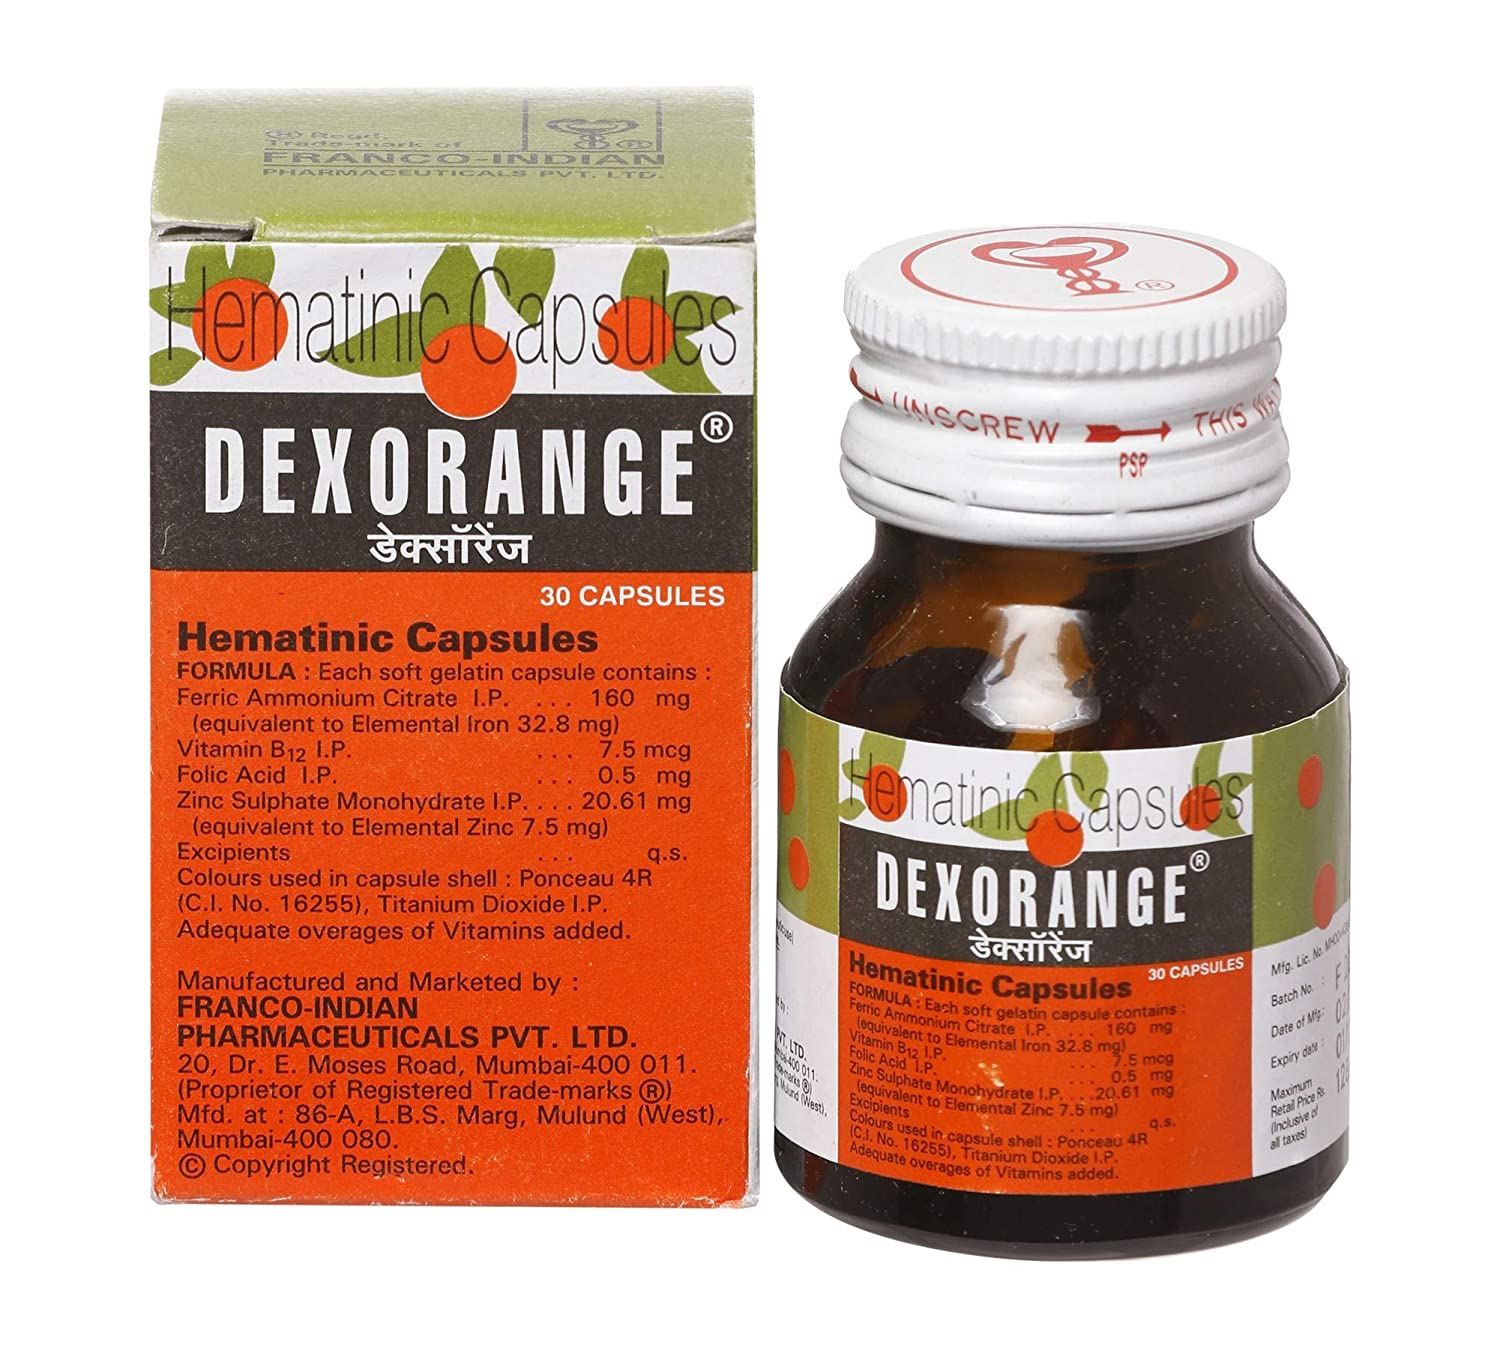 ® Regd.
Trade-mark of
FRANCO-INDIAN
PHARMACEUTICALS PVT. LTD.
Hematinic Capsules
DEXORANGE®
डेक्सॉरेंज
30 CAPSULES
Hematinic Capsules
FORMULA : Each soft gelatin capsule contains :
Ferric Ammonium Citrate I.P. ... 160 mg
(equivalent to Elemental Iron 32.8 mg)
Vitamin B12 I.P. ... 7.5 mcg
Folic Acid I.P. ... 0.5 mg
Zinc Sulphate Monohydrate I.P. ... 20.61 mg
(equivalent to Elemental Zinc 7.5 mg)
Excipients ... q.s.
Colours used in capsule shell : Ponceau 4R
(C.I. No. 16255), Titanium Dioxide I.P.
Adequate overages of Vitamins added.
Manufactured and Marketed by :
FRANCO-INDIAN
PHARMACEUTICALS PVT. LTD.
20, Dr. E. Moses Road, Mumbai-400 011.
(Proprietor of Registered Trade-marks ®)
Mfd. at : 86-A, L.B.S. Marg, Mulund (West),
Mumbai-400 080.
© Copyright Registered.
®
UNSCREW THIS WAY
PSP
Hematinic Capsules
DEXORANGE®
डेक्सॉरेंज
30 CAPSULES
Hematinic Capsules
FORMULA : Each soft gelatin capsule contains :
Ferric Ammonium Citrate I.P. ... 160 mg
(equivalent to Elemental Iron 32.8 mg)
Vitamin B12 I.P. ... 7.5 mcg
Folic Acid I.P. ... 0.5 mg
Zinc Sulphate Monohydrate I.P. ... 20.61 mg
(equivalent to Elemental Zinc 7.5 mg)
Excipients ... q.s.
Colours used in capsule shell : Ponceau 4R
(C.I. No. 16255), Titanium Dioxide I.P.
Adequate overages of Vitamins added.
PVT. LTD.
400 011.
Mulund (West),
Mfg. Lic. No.
Batch No. :
Date of Mfg.:
Expiry date :
Maximum
Retail Price Rs.
(Inclusive of
all taxes)